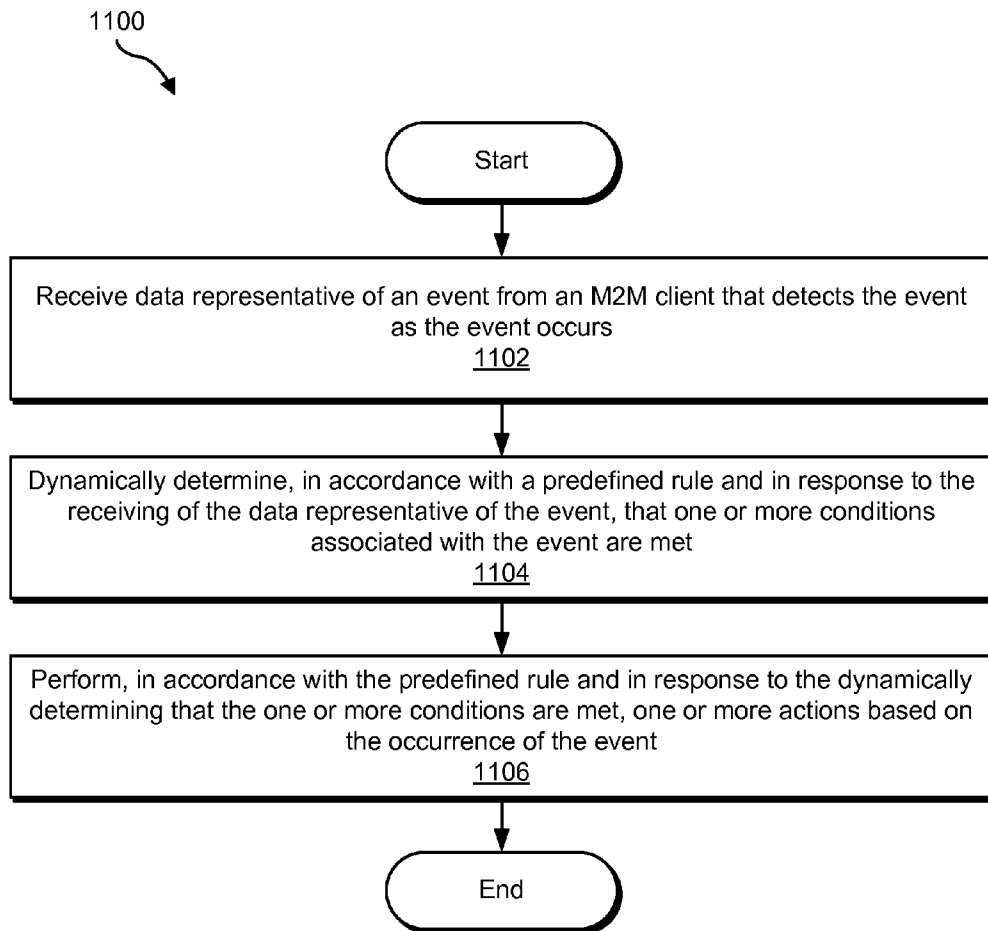 1100
Start
Receive data representative of an event from an M2M client that detects the event
as the event occurs
1102
Dynamically determine, in accordance with a predefined rule and in response to the
receiving of the data representative of the event, that one or more conditions
associated with the event are met
1104
Perform, in accordance with the predefined rule and in response to the dynamically
determining that the one or more conditions are met, one or more actions based on
the occurrence of the event
1106
End